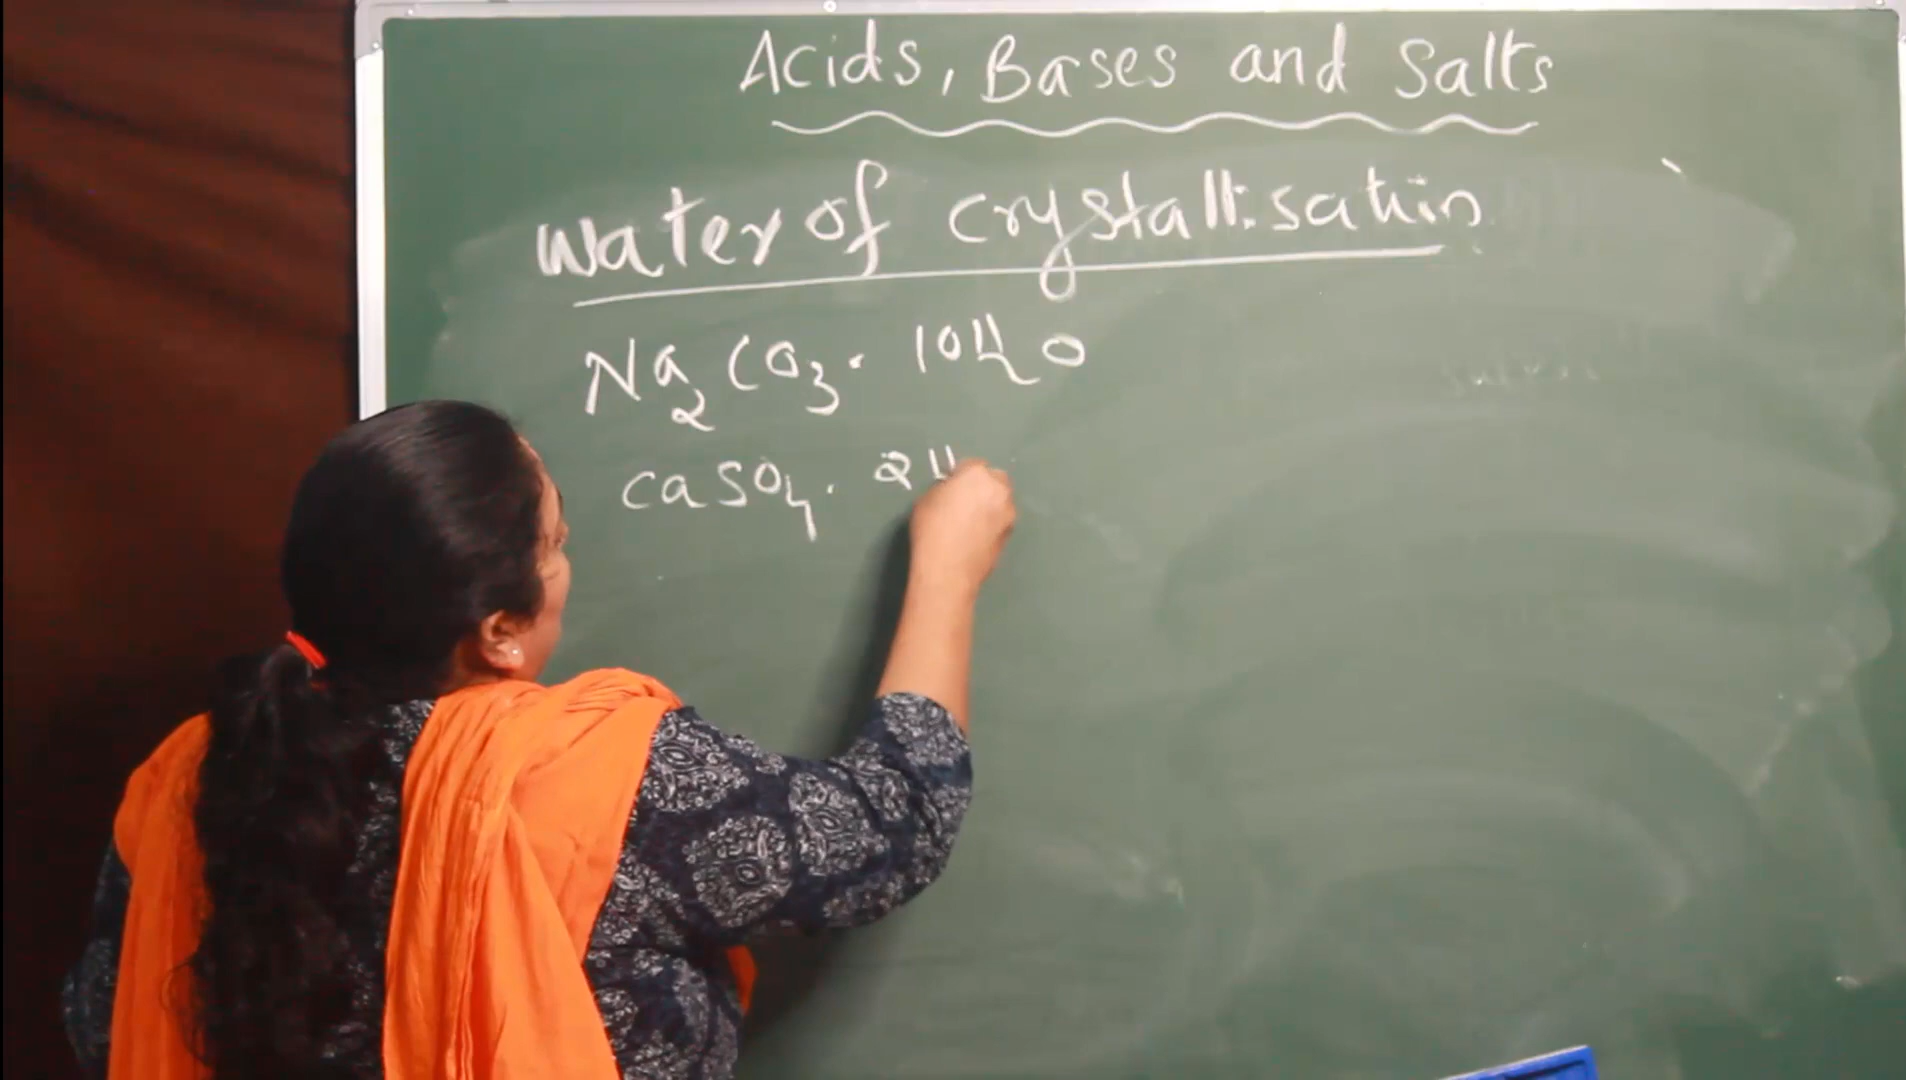 Acids, Bases and Salts
Water of crystallisation
Na₂CO₃. 10H₂O
CaSO₄. 2H